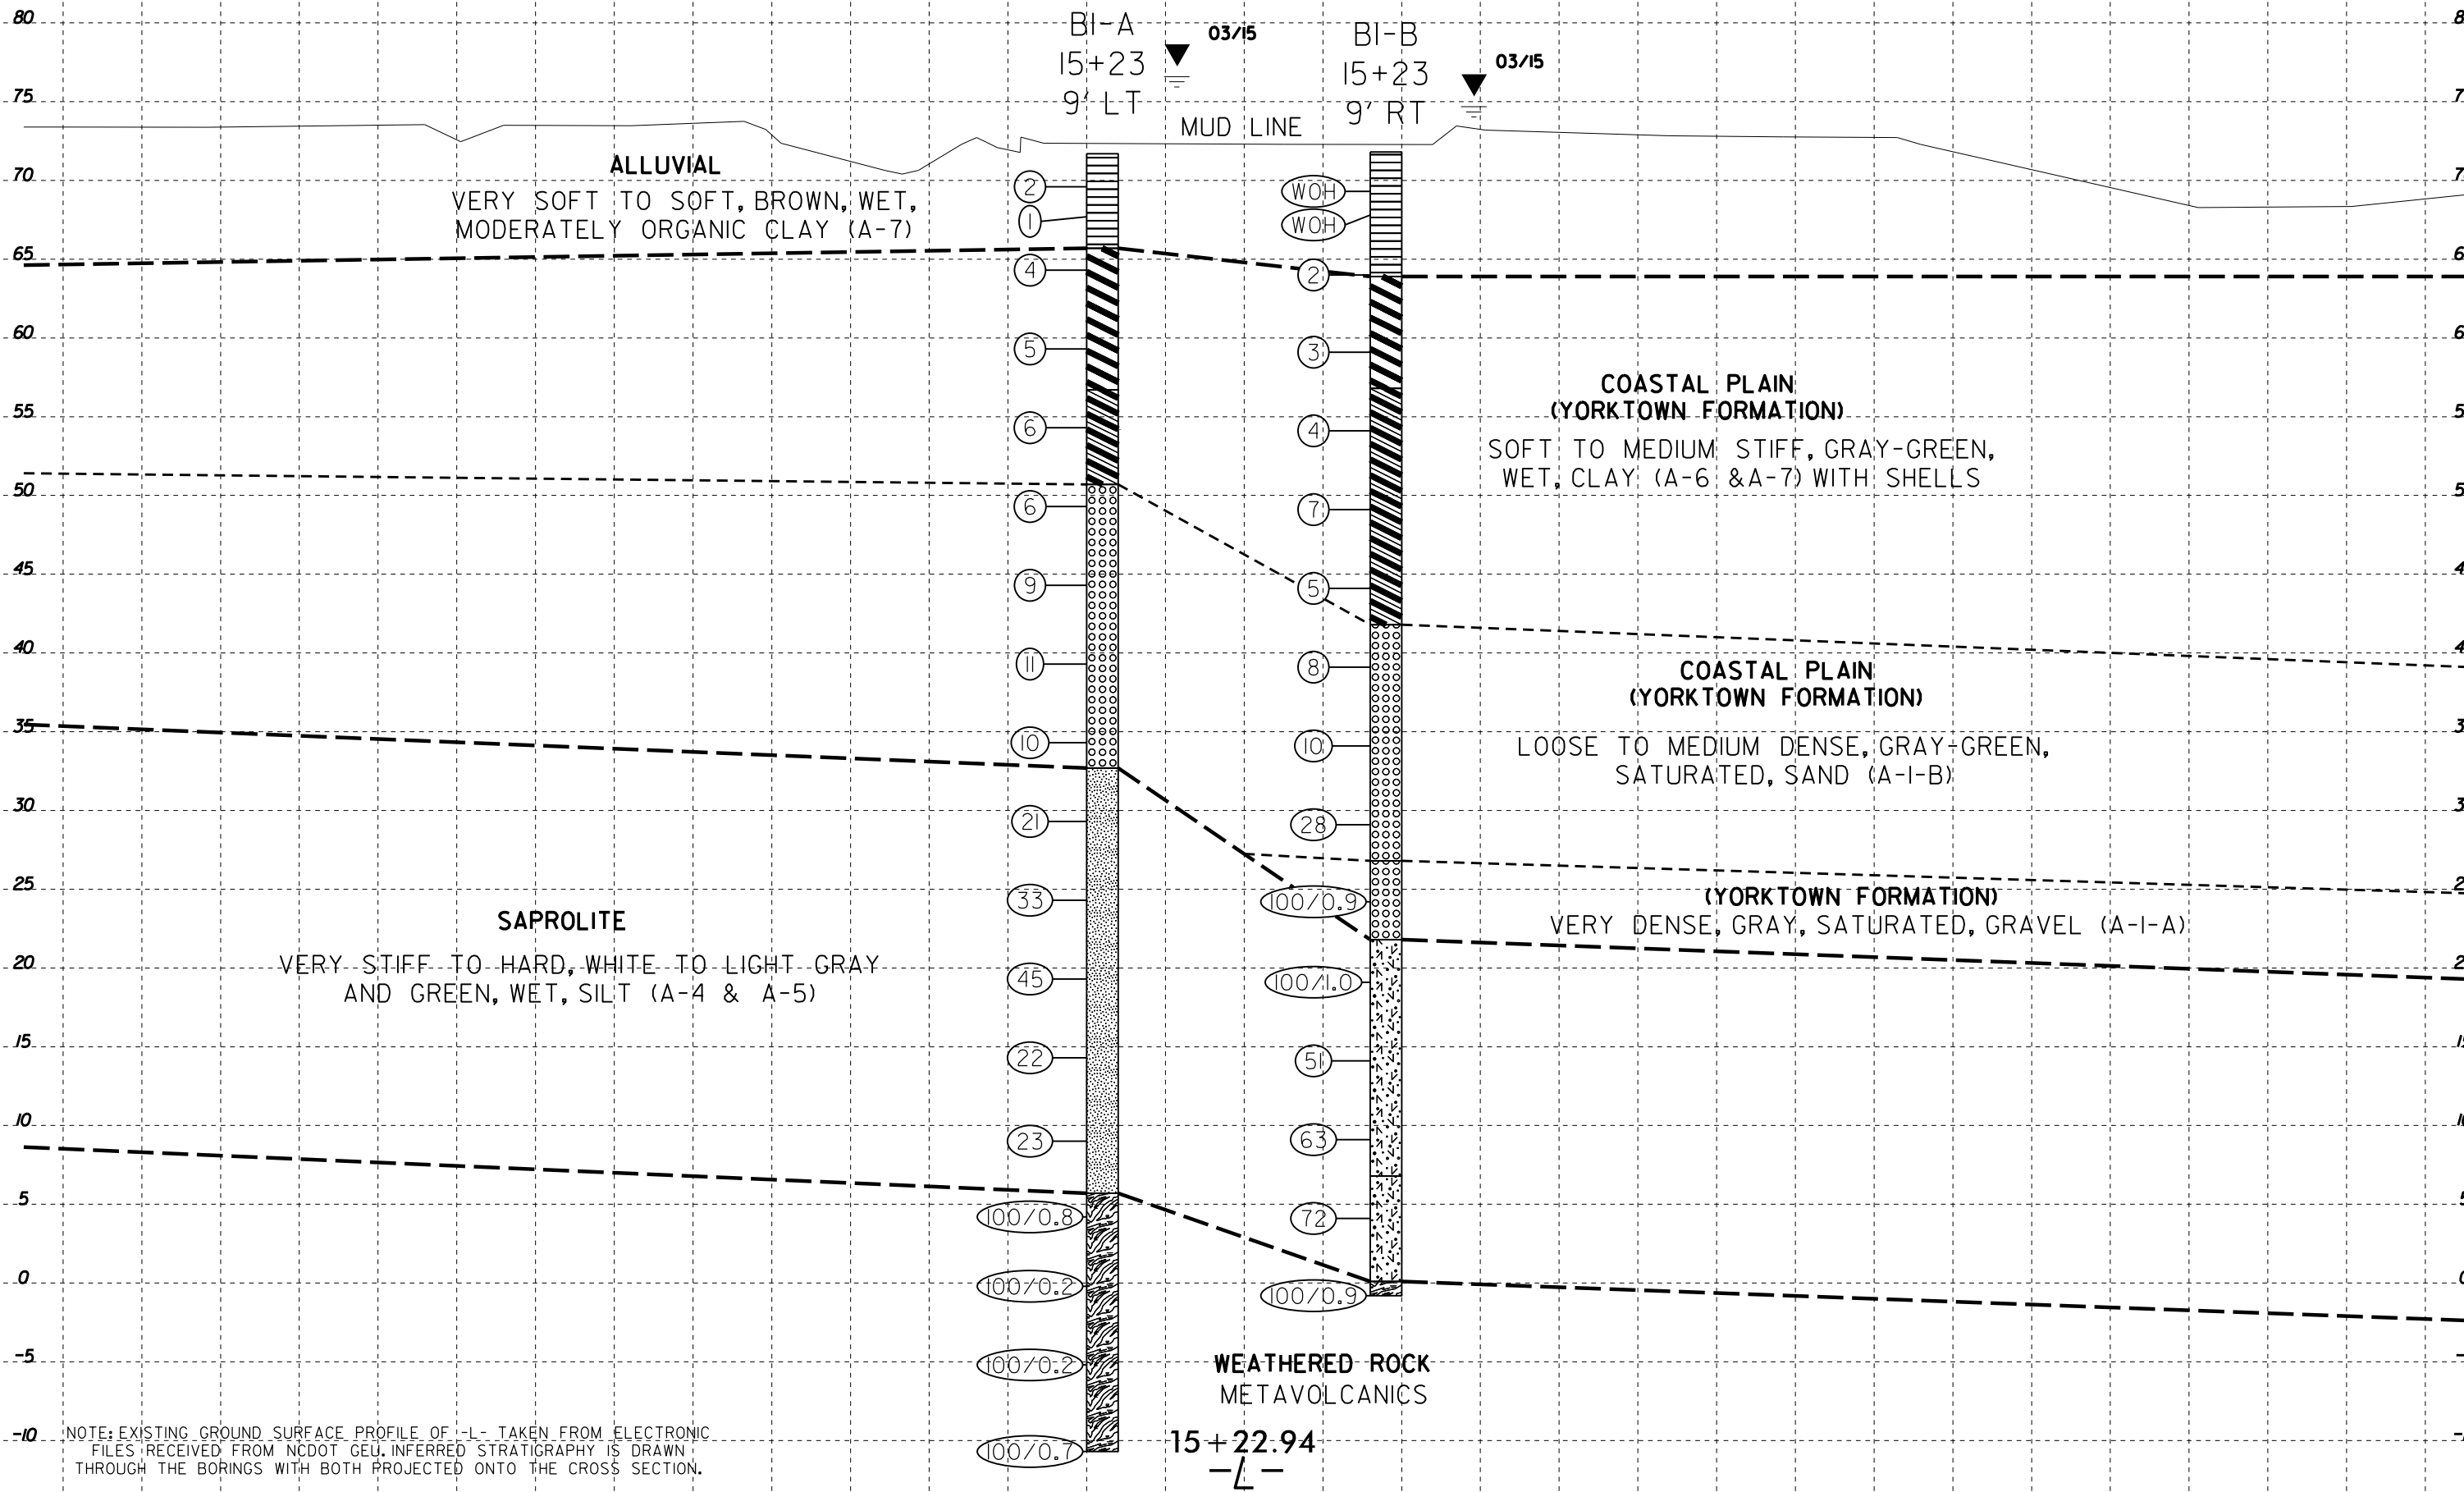 80
75
70
65
60
55
50
45
40
35
30
25
20
15
10
5
0
-5
-10
B1-A
15+23
9' LT
03/15
B1-B
15+23
9' RT
03/15
MUD LINE
ALLUVIAL
VERY SOFT TO SOFT, BROWN, WET,
MODERATELY ORGANIC CLAY (A-7)
2
1
4
5
6
6
9
11
10
21
33
45
22
23
100/0.8
100/0.2
100/0.2
100/0.7
WOH
WOH
2
3
4
7
5
8
10
28
100/0.9
100/1.0
51
63
72
100/0.9
COASTAL PLAIN
(YORKTOWN FORMATION)
SOFT TO MEDIUM STIFF, GRAY-GREEN,
WET, CLAY (A-6 & A-7) WITH SHELLS
COASTAL PLAIN
(YORKTOWN FORMATION)
LOOSE TO MEDIUM DENSE, GRAY-GREEN,
SATURATED, SAND (A-1-B)
(YORKTOWN FORMATION)
VERY DENSE, GRAY, SATURATED, GRAVEL (A-1-A)
SAPROLITE
VERY STIFF TO HARD, WHITE TO LIGHT GRAY
AND GREEN, WET, SILT (A-4 & A-5)
WEATHERED ROCK
METAVOLCANICS
15+22.94
-L-
NOTE: EXISTING GROUND SURFACE PROFILE OF -L- TAKEN FROM ELECTRONIC
FILES RECEIVED FROM NCDOT GEU. INFERRED STRATIGRAPHY IS DRAWN
THROUGH THE BORINGS WITH BOTH PROJECTED ONTO THE CROSS SECTION.